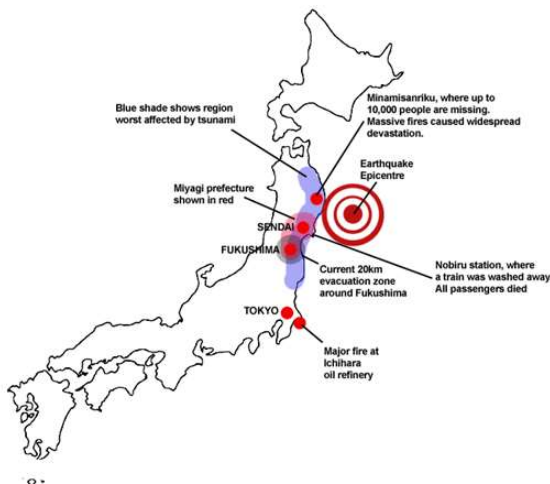 Blue shade shows region
worst affected by tsunami
Minamisanriku, where up to
10,000 people are missing.
Massive fires caused widespread
devastation.
Earthquake
Epicentre
Miyagi prefecture
shown in red
SENDAI
FUKUSHIMA
Current 20km
evacuation zone
around Fukushima
Nobiru station, where
a train was washed away
All passengers died
TOKYO
Major fire at
Ichihara
oil refinery